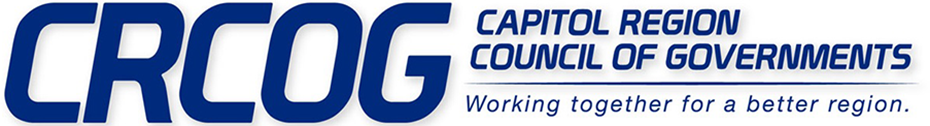 CRCOG
CAPITOL REGION
COUNCIL OF GOVERNMENTS
Working together for a better region.